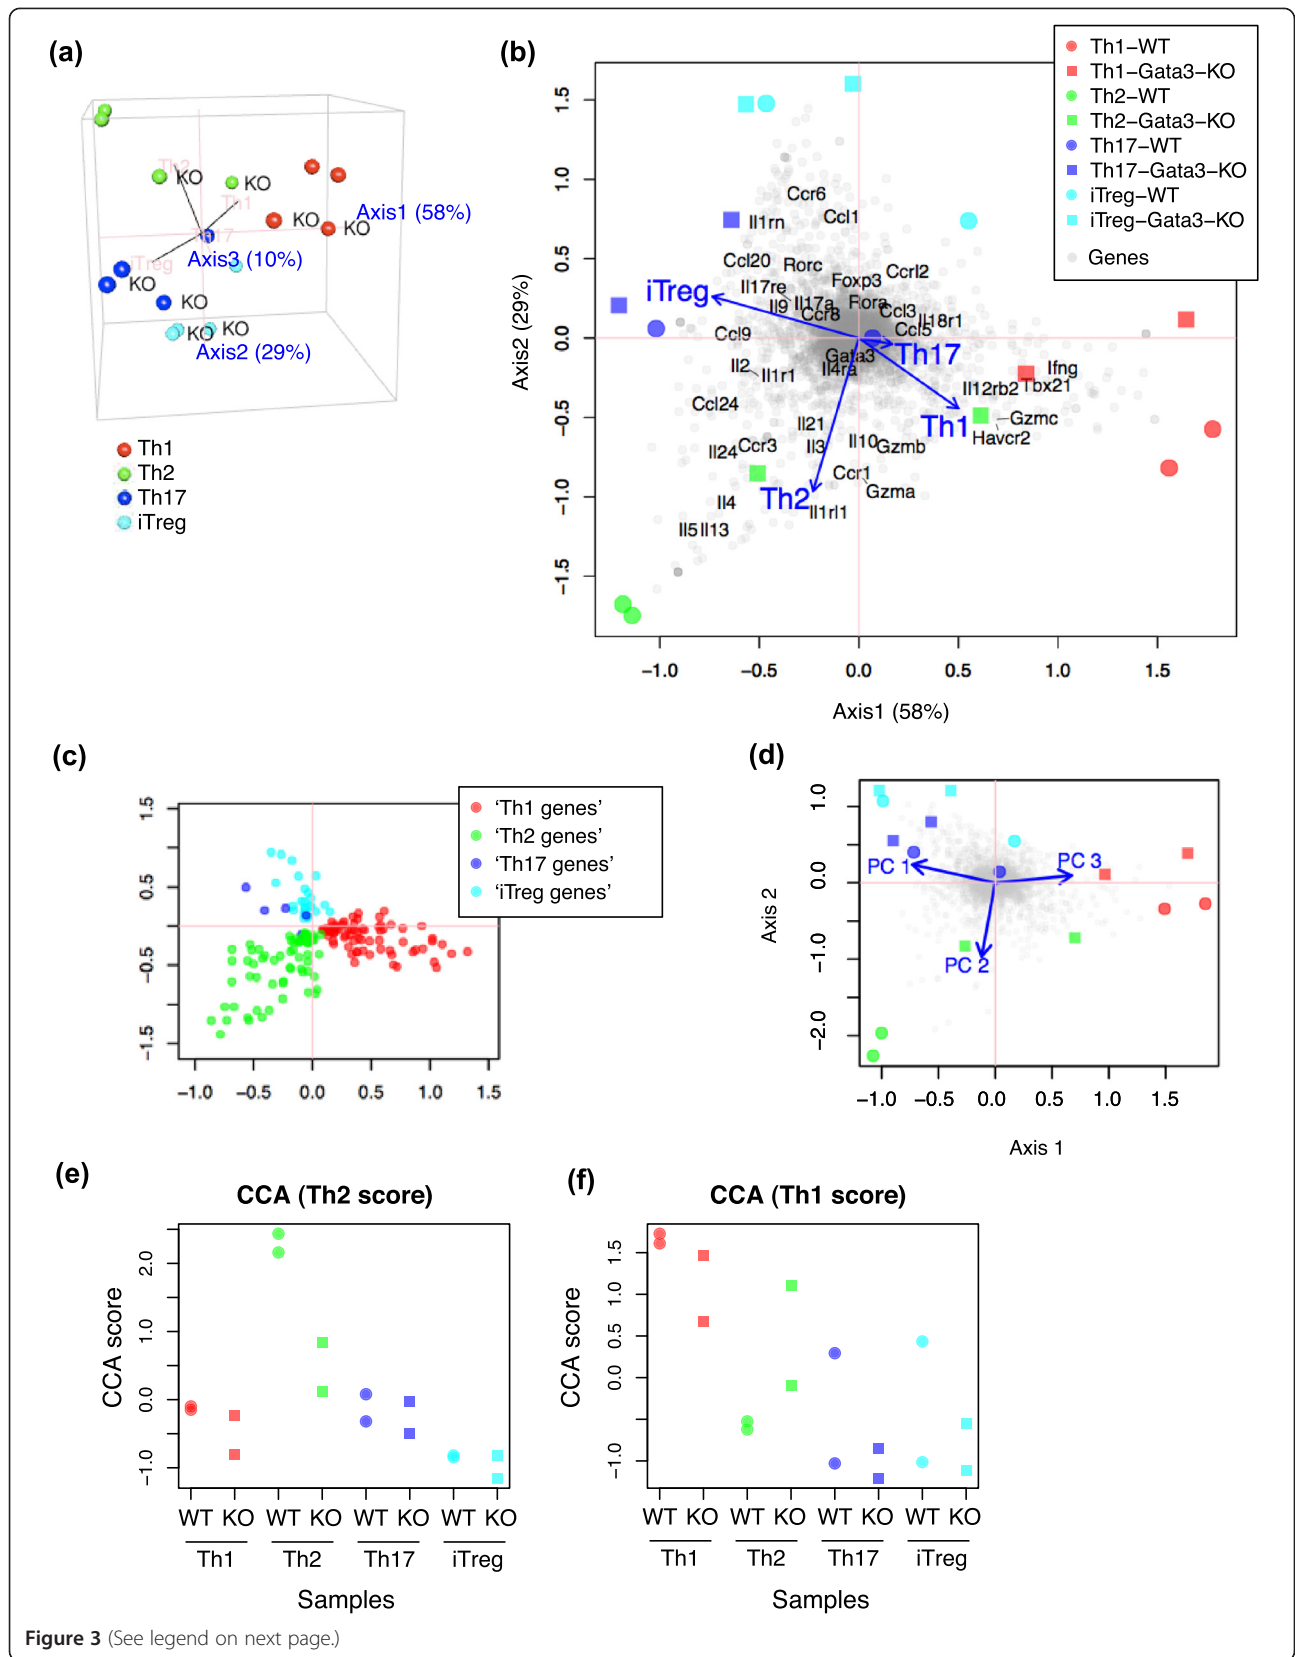 (a)
Th2
KO
KO
Th1
KO
KO
Axis1 (58%)
Th17
Axis3 (10%)
iTreg
KO
KO
KO
KO
Axis2 (29%)
Th1
Th2
Th17
iTreg
(b)
Th1−WT
Th1−Gata3−KO
Th2−WT
Th2−Gata3−KO
Th17−WT
Th17−Gata3−KO
iTreg−WT
iTreg−Gata3−KO
Genes
Axis2 (29%)
1.5
1.0
0.5
0.0
−0.5
−1.0
−1.5
Ccr6
Il1rn
Ccl1
Ccl20
Rorc
Foxp3
Ccrl2
Il17re
iTreg
Il9
Il17a
Rora
Ccr8
Ccl3
Il18r1
Ccl5
Ccl9
Gata3
Th17
Il2
Il1r1
Il4ra
Ifng
Il12rb2
Tbx21
Ccl24
Th1
Gzmc
Havcr2
Il21
Il24
Ccr3
Il3
Il10
Gzmb
Ccr1
Gzma
Th2
Il4
Il1rl1
Il5
Il13
−1.0 −0.5 0.0 0.5 1.0 1.5
Axis1 (58%)
(c)
‘Th1 genes’
‘Th2 genes’
‘Th17 genes’
‘iTreg genes’
1.5
0.5
−0.5
−1.5
−1.0 −0.5 0.0 0.5 1.0 1.5
(d)
Axis 2
1.0
0.0
−1.0
−2.0
PC 1
PC 3
PC 2
−1.0 −0.5 0.0 0.5 1.0 1.5
Axis 1
(e)
CCA (Th2 score)
CCA score
2.0
1.0
0.0
−1.0
WT KO WT KO WT KO WT KO
Th1 Th2 Th17 iTreg
Samples
(f)
CCA (Th1 score)
CCA score
1.5
1.0
0.5
0.0
−1.0
WT KO WT KO WT KO WT KO
Th1 Th2 Th17 iTreg
Samples
Figure 3 (See legend on next page.)